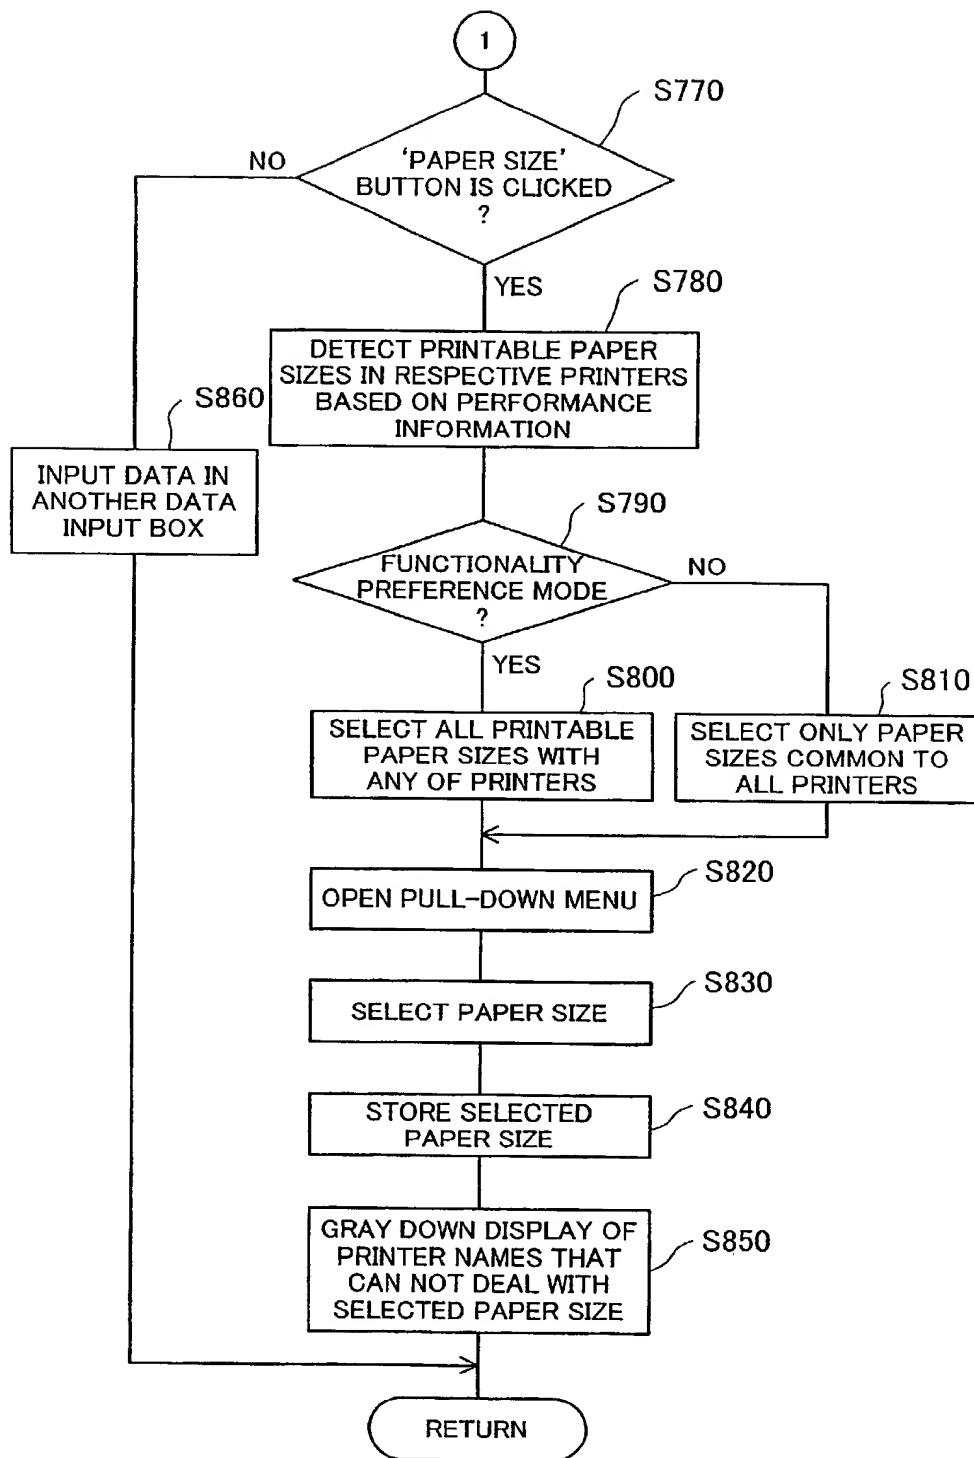 1
S770
NO
'PAPER SIZE'
BUTTON IS CLICKED
?
YES
S780
DETECT PRINTABLE PAPER
SIZES IN RESPECTIVE PRINTERS
BASED ON PERFORMANCE
INFORMATION
S860
INPUT DATA IN
ANOTHER DATA
INPUT BOX
S790
FUNCTIONALITY
PREFERENCE MODE
?
NO
YES
S800
SELECT ALL PRINTABLE
PAPER SIZES WITH
ANY OF PRINTERS
S810
SELECT ONLY PAPER
SIZES COMMON TO
ALL PRINTERS
S820
OPEN PULL-DOWN MENU
S830
SELECT PAPER SIZE
S840
STORE SELECTED
PAPER SIZE
S850
GRAY DOWN DISPLAY OF
PRINTER NAMES THAT
CAN NOT DEAL WITH
SELECTED PAPER SIZE
RETURN